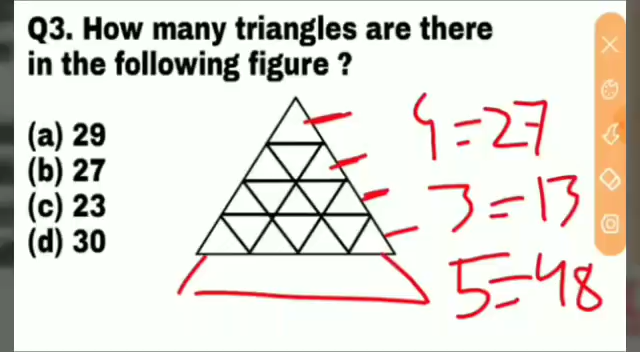 Q3. How many triangles are there
in the following figure ?
(a) 29
(b) 27
(c) 23
(d) 30
4=27
3=13
5=48